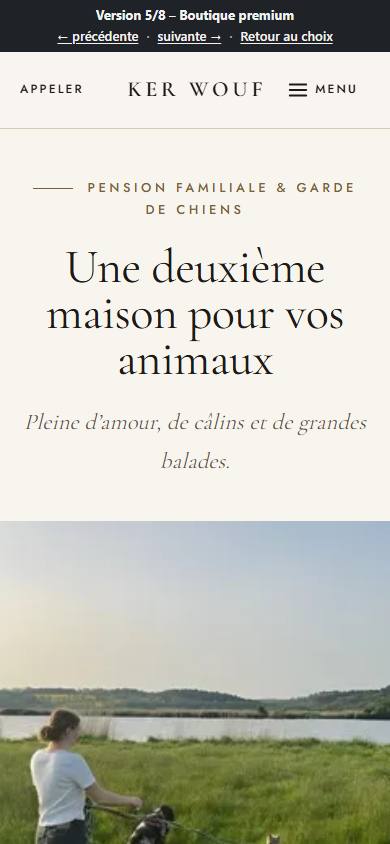 Version 5/8 – Boutique premium
← précédente · suivante → · Retour au choix
APPELER KER WOUF MENU
PENSION FAMILIALE & GARDE
DE CHIENS
Une deuxième
maison pour vos
animaux
Pleine d’amour, de câlins et de grandes
balades.